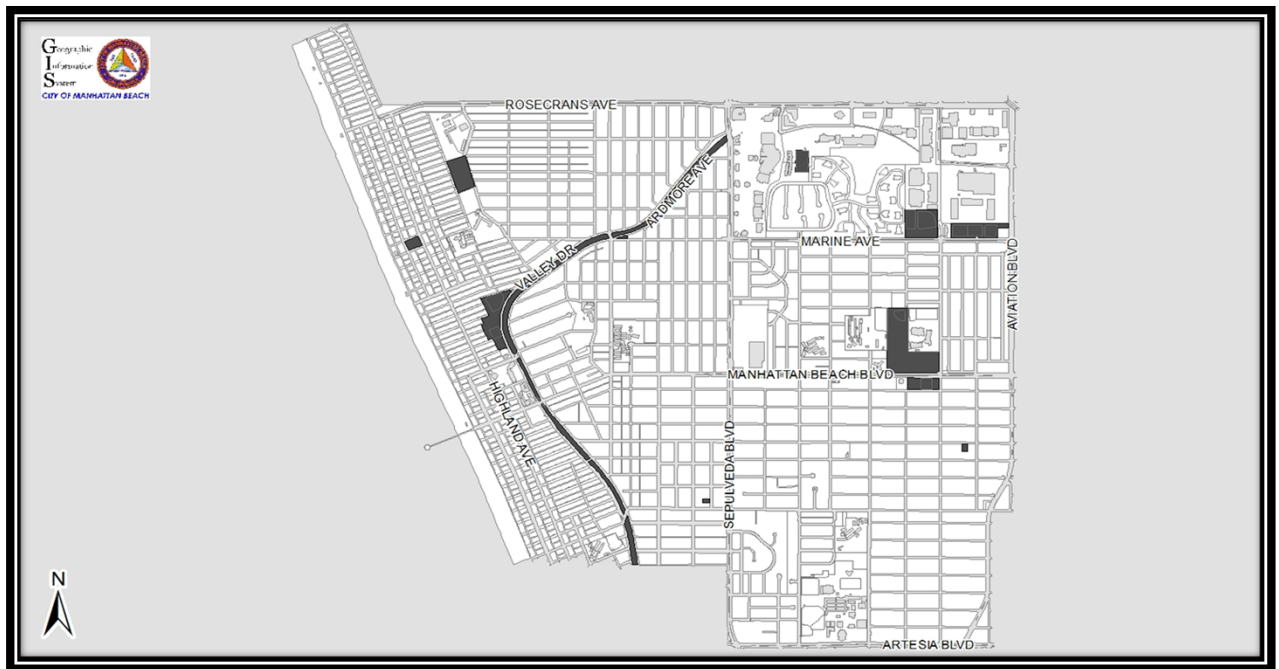 Geographic
Information
System
CITY OF MANHATTAN BEACH
ROSECRANS AVE
ARDMORE AVE
MARINE AVE
VALLEY DR
AVIATION BLVD
MANHATTAN BEACH BLVD
HIGHLAND AVE
SEPULVEDA BLVD
N
ARTESIA BLVD